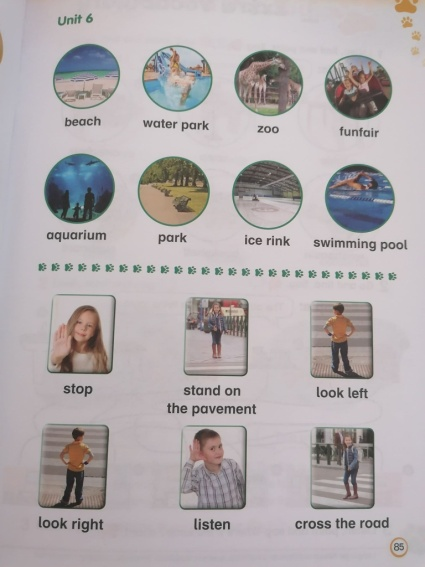 Unit 6
beach
water park
zoo
funfair
aquarium
park
ice rink
swimming pool
stop
stand on
the pavement
look left
look right
listen
cross the road
85